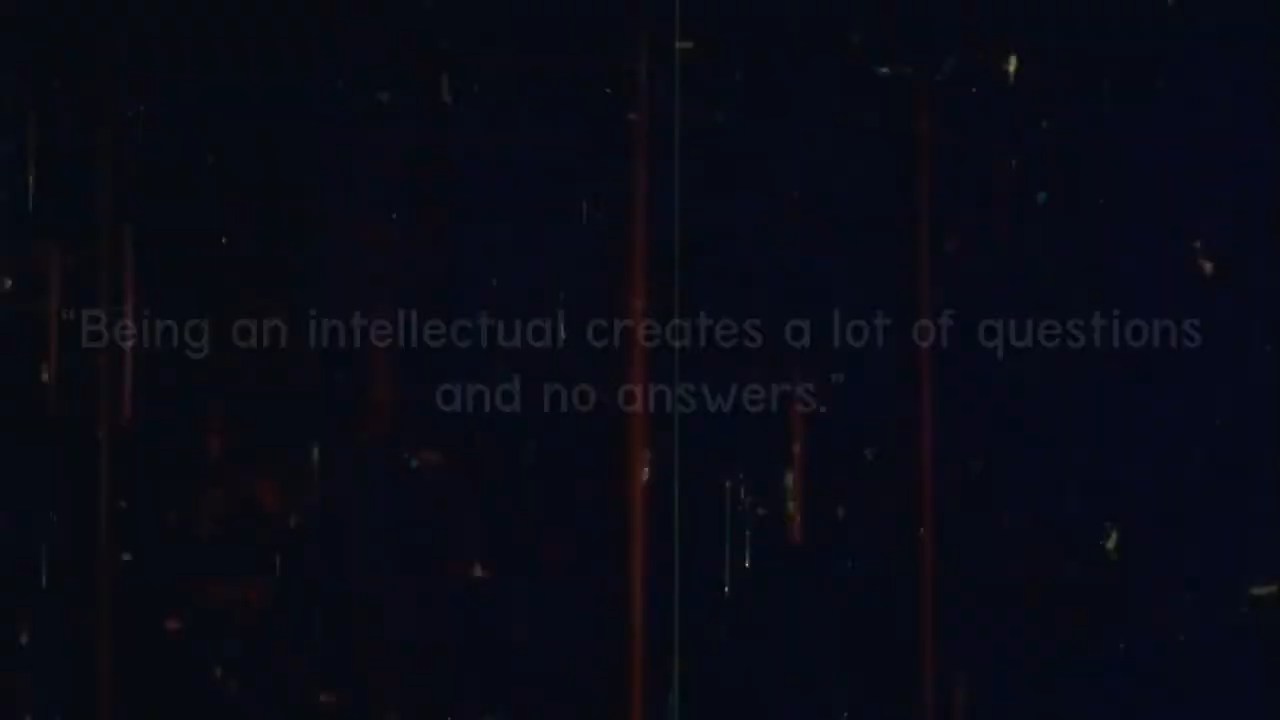 “Being an intellectual creates a lot of questions
and no answers.”